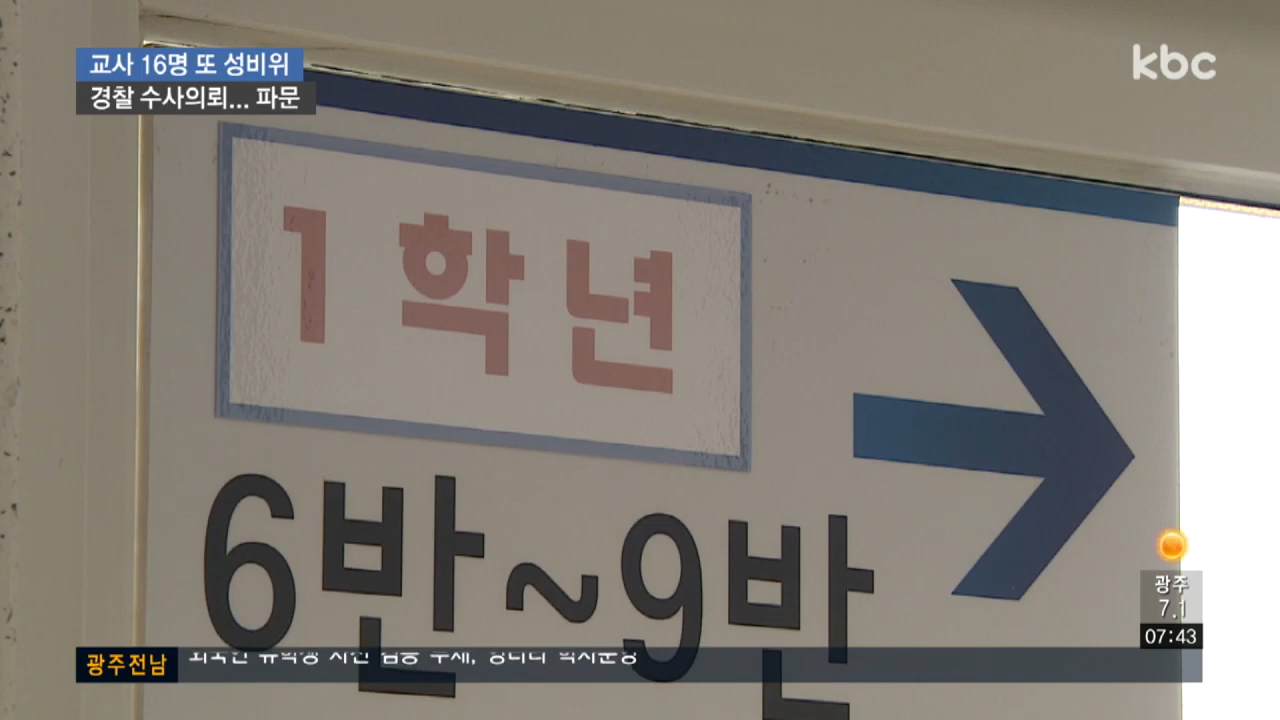 교사 16명 또 성비위
경찰 수사의뢰... 파문
kbc
1학년
6반~9반
광주
7.1
07:43
광주전남